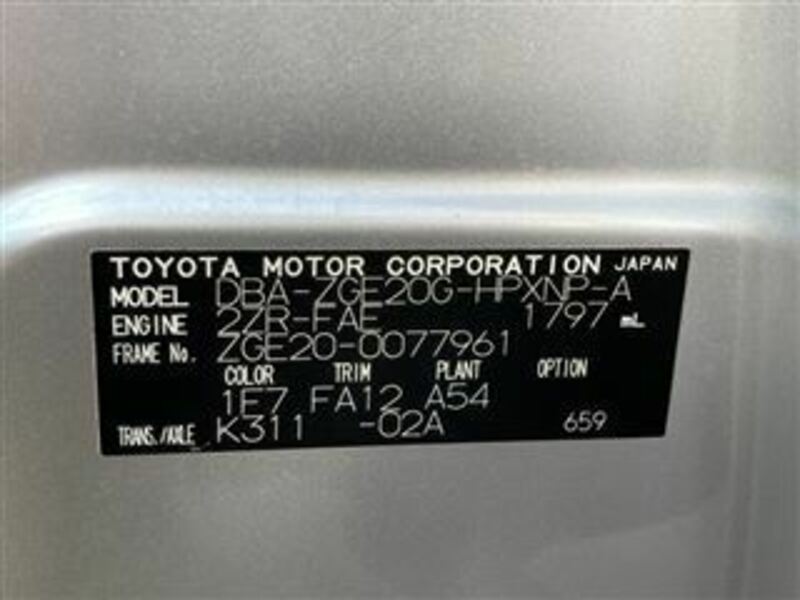 TOYOTA MOTOR CORPORATION JAPAN
MODEL DBA-ZGE20G-HPXNP-A
ENGINE 2ZR-FAE 1797 mL
FRAME No. ZGE20-0077961
COLOR TRIM PLANT OPTION
1E7 FA12 A54
TRANS./AXLE K311 -02A 659